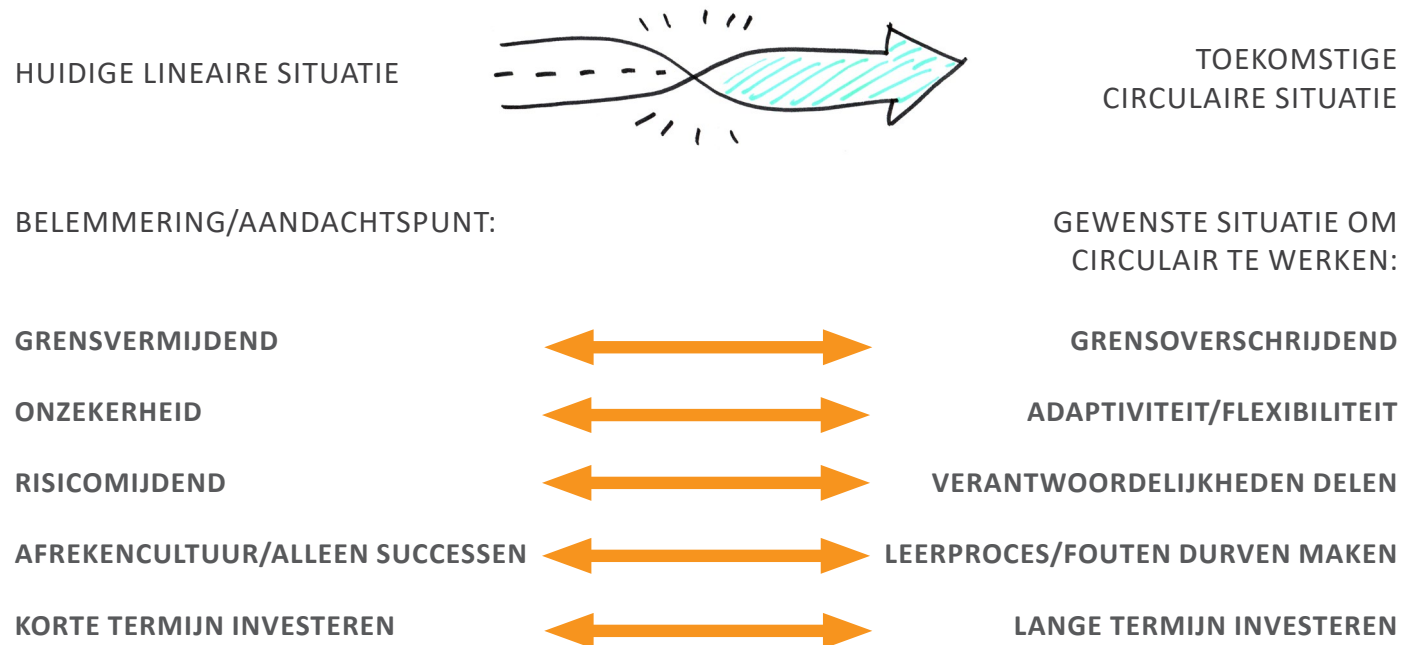 HUIDIGE LINEAIRE SITUATIE
TOEKOMSTIGE
CIRCULAIRE SITUATIE
BELEMMERING/AANDACHTSPUNT:
GEWENSTE SITUATIE OM
CIRCULAIR TE WERKEN:
GRENSVERMIJDEND
GRENSOVERSCHRIJDEND
ONZEKERHEID
ADAPTIVITEIT/FLEXIBILITEIT
RISICOMIJDEND
VERANTWOORDELIJKHEDEN DELEN
AFREKENCULTUUR/ALLEEN SUCCESSEN
LEERPROCES/FOUTEN DURVEN MAKEN
KORTE TERMIJN INVESTEREN
LANGE TERMIJN INVESTEREN